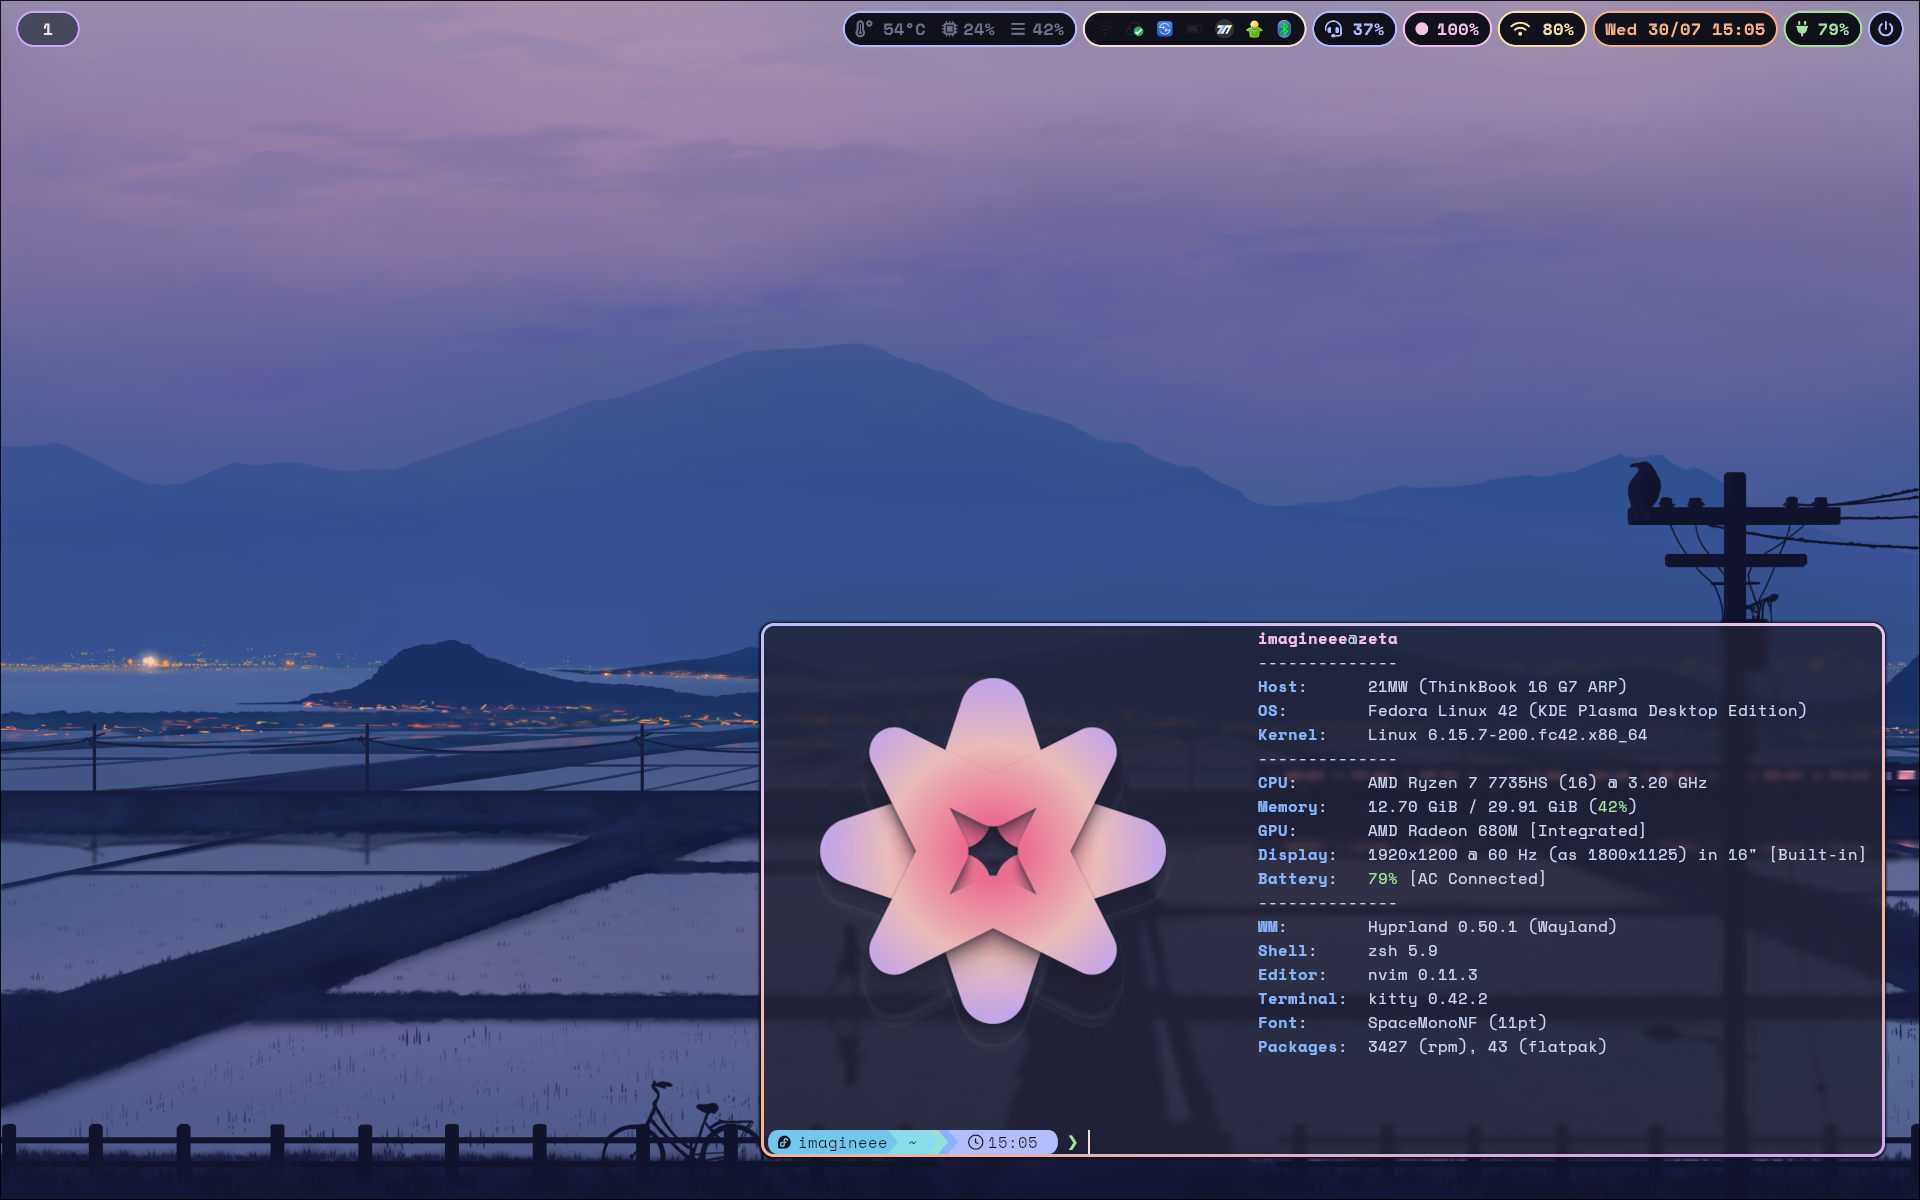 1
54°C 24% 42% 37% 100% 80% Wed 30/07 15:05 79%
imagineee@zeta
--------------
Host: 21MW (ThinkBook 16 G7 ARP)
OS: Fedora Linux 42 (KDE Plasma Desktop Edition)
Kernel: Linux 6.15.7-200.fc42.x86_64
--------------
CPU: AMD Ryzen 7 7735HS (16) @ 3.20 GHz
Memory: 12.70 GiB / 29.91 GiB (42%)
GPU: AMD Radeon 680M [Integrated]
Display: 1920x1200 @ 60 Hz (as 1800x1125) in 16" [Built-in]
Battery: 79% [AC Connected]
--------------
WM: Hyprland 0.50.1 (Wayland)
Shell: zsh 5.9
Editor: nvim 0.11.3
Terminal: kitty 0.42.2
Font: SpaceMonoNF (11pt)
Packages: 3427 (rpm), 43 (flatpak)
imagineee ~ 15:05 ❯